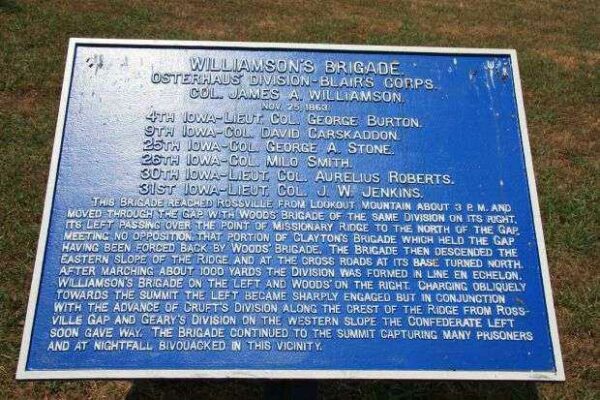 WILLIAMSON'S BRIGADE.
OSTERHAUS' DIVISION-BLAIR'S CORPS.
COL. JAMES A. WILLIAMSON.
NOV. 25, 1863.
4TH IOWA-LIEUT. COL. GEORGE BURTON.
9TH IOWA-COL. DAVID CARSKADDON.
25TH IOWA-COL. GEORGE A. STONE.
26TH IOWA-COL. MILO SMITH.
30TH IOWA-LIEUT. COL. AURELIUS ROBERTS.
31ST IOWA-LIEUT. COL. J. W. JENKINS.
THIS BRIGADE REACHED ROSSVILLE FROM LOOKOUT MOUNTAIN ABOUT 3 P.M. AND
MOVED THROUGH THE GAP WITH WOODS' BRIGADE OF THE SAME DIVISION ON ITS RIGHT,
ITS LEFT PASSING OVER THE POINT OF MISSIONARY RIDGE TO THE NORTH OF THE GAP,
MEETING NO OPPOSITION, THAT PORTION OF CLAYTON'S BRIGADE WHICH HELD THE GAP
HAVING BEEN FORCED BACK BY WOODS' BRIGADE. THE BRIGADE THEN DESCENDED THE
EASTERN SLOPE OF THE RIDGE AND AT THE CROSS ROADS AT ITS BASE TURNED NORTH.
AFTER MARCHING ABOUT 1000 YARDS THE DIVISION WAS FORMED IN LINE EN ECHELON,
WILLIAMSON'S BRIGADE ON THE LEFT AND WOODS' ON THE RIGHT. CHARGING OBLIQUELY
TOWARDS THE SUMMIT THE LEFT BECAME SHARPLY ENGAGED BUT IN CONJUNCTION
WITH THE ADVANCE OF CRUFT'S DIVISION ALONG THE CREST OF THE RIDGE FROM ROSS-
VILLE GAP AND GEARY'S DIVISION ON THE WESTERN SLOPE THE CONFEDERATE LEFT
SOON GAVE WAY. THE BRIGADE CONTINUED TO THE SUMMIT CAPTURING MANY PRISONERS
AND AT NIGHTFALL BIVOUACKED IN THIS VICINITY.